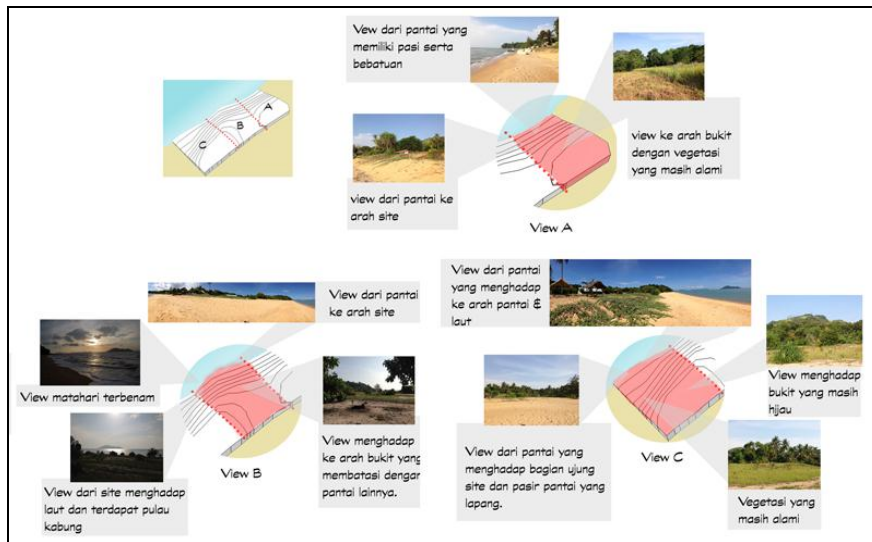 Vew dari pantai yang
memiliki pasi serta
bebatuan
A
B
C
view ke arah bukit
dengan vegetasi
yang masih alami
view dari pantai ke
arah site
View A
View dari pantai
ke arah site
View matahari terbenam
View dari site menghadap
laut dan terdapat pulau
kabung
View menghadap
ke arah bukit yang
membatasi dengan
pantai lainnya.
View B
View dari pantai
yang menghadap
ke arah pantai &
laut
View menghadap
bukit yang masih
hijau
View dari pantai yang
menghadap bagian ujung
site dan pasir pantai yang
lapang.
View C
Vegetasi yang
masih alami